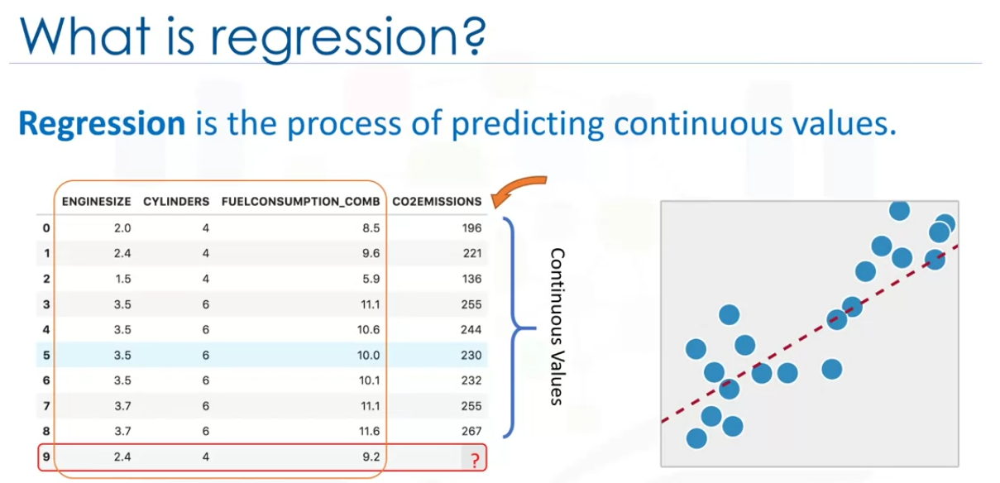 What is regression?
Regression is the process of predicting continuous values.
ENGINESIZE CYLINDERS FUELCONSUMPTION_COMB CO2EMISSIONS
0 2.0 4 8.5 196
1 2.4 4 9.6 221
2 1.5 4 5.9 136
3 3.5 6 11.1 255
4 3.5 6 10.6 244
5 3.5 6 10.0 230
6 3.5 6 10.1 232
7 3.7 6 11.1 255
8 3.7 6 11.6 267
9 2.4 4 9.2 ?
Continuous Values